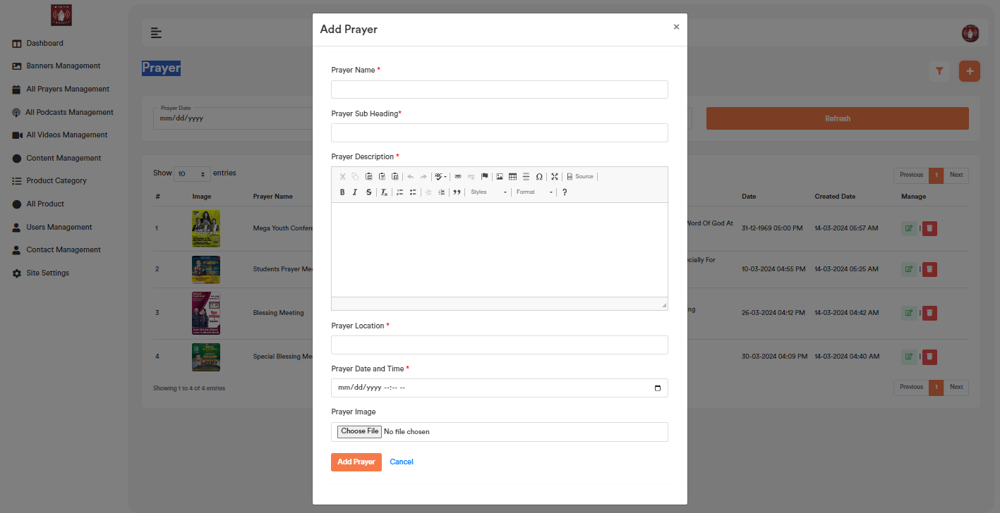 Dashboard
Banners Management
All Prayers Management
All Podcasts Management
All Videos Management
Content Management
Product Category
All Product
Users Management
Contact Management
Site Settings
Prayer
Prayer Date
mm/dd/yyyy
Refresh
Show 10 entries
Previous 1 Next
# Image Prayer Name Date Created Date Manage
1 Mega Youth Confere Word Of God At 31-12-1969 05:00 PM 14-03-2024 05:57 AM |
2 Students Prayer Mee cially For 10-03-2024 04:55 PM 14-03-2024 05:25 AM |
3 Blessing Meeting ng 26-03-2024 04:12 PM 14-03-2024 04:42 AM |
4 Special Blessing Mee 30-03-2024 04:09 PM 14-03-2024 04:40 AM |
Showing 1 to 4 of 4 entries
Previous 1 Next
Add Prayer ×
Prayer Name *
Prayer Sub Heading*
Prayer Description *
Source
B I S Styles Format ?
Prayer Location *
Prayer Date and Time *
mm/dd/yyyy --:-- --
Prayer Image
Choose File No file chosen
Add Prayer Cancel